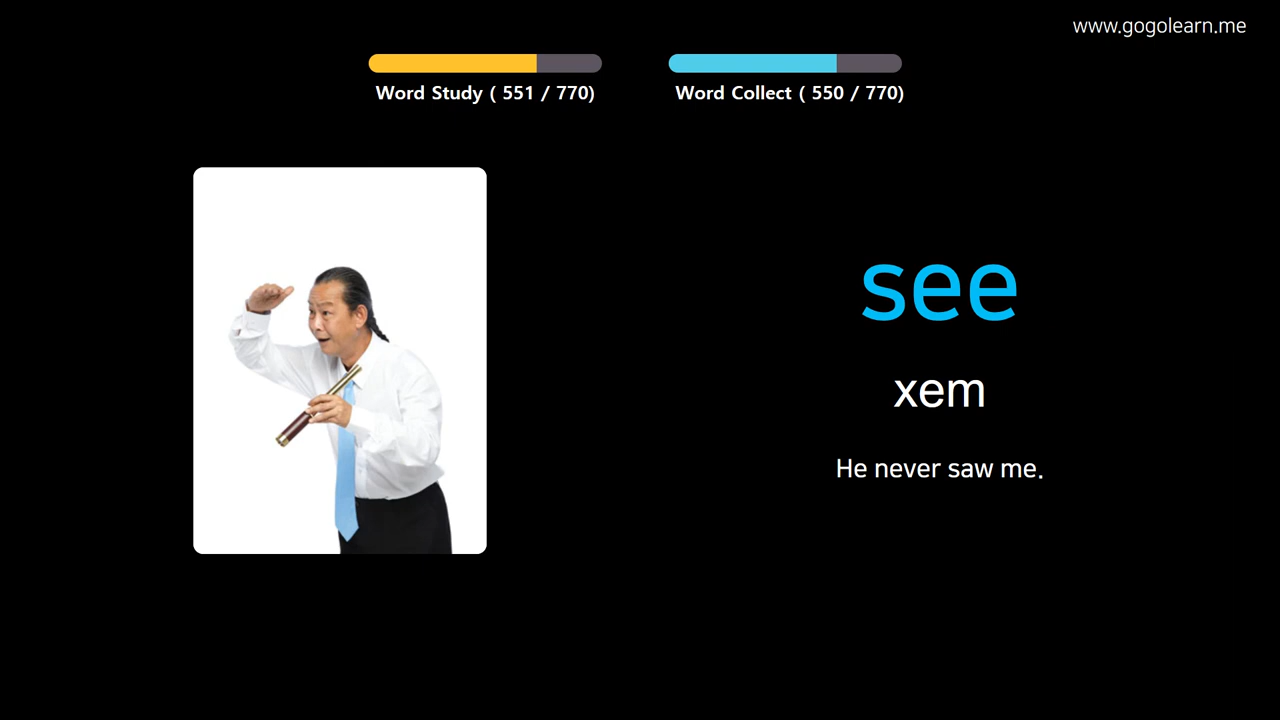 www.gogolearn.me
Word Study ( 551 / 770)
Word Collect ( 550 / 770)
see
xem
He never saw me.